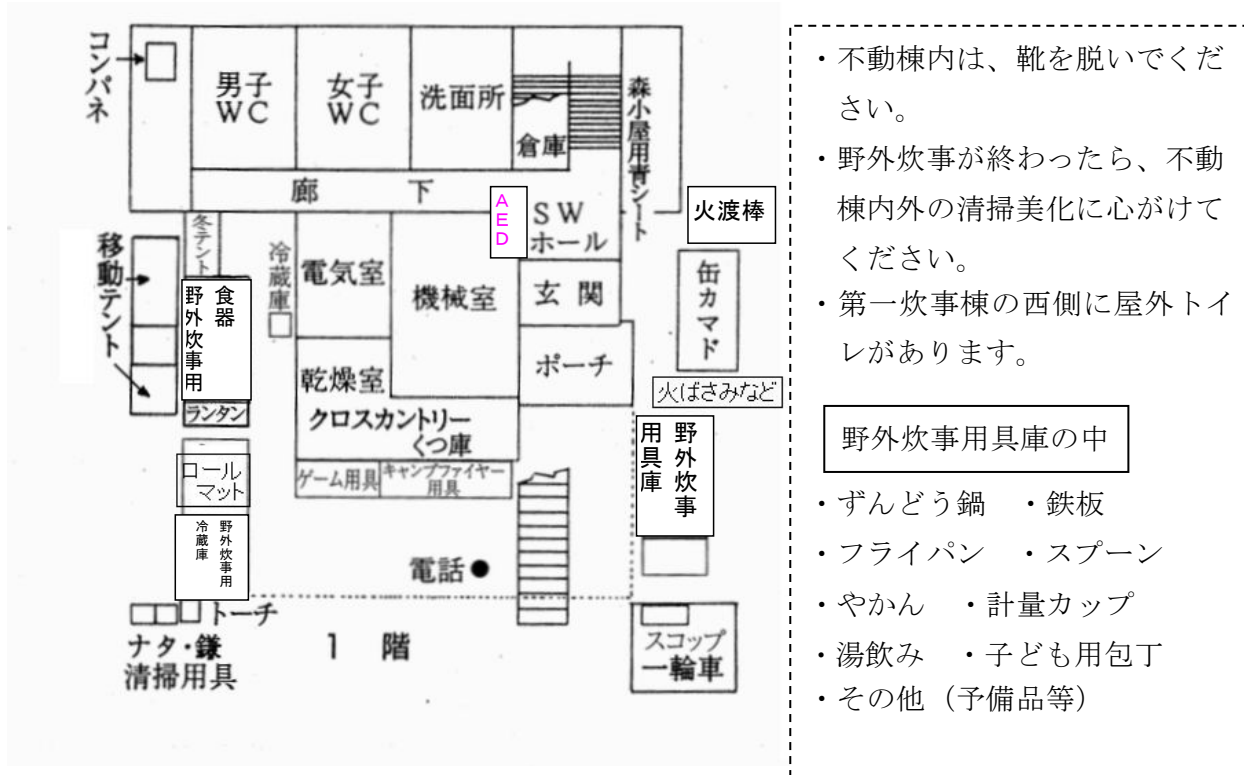 コンパネ
男子
WC
女子
WC
洗面所
倉庫
森小屋用青シート
廊下
AED
SW
ホール
火渡棒
移動テント
冬テント
食器
野外炊事用
冷蔵庫
電気室
機械室
玄関
缶カマド
ランタン
乾燥室
ポーチ
火ばさみなど
クロスカントリー
くつ庫
ロール
マット
ゲーム用具
キャンプファイヤー
用具
野外炊事
用具庫
野外炊事用
冷蔵庫
電話
トーチ
ナタ・鎌
清掃用具
1階
スコップ
一輪車
・不動棟内は、靴を脱いでくだ
さい。
・野外炊事が終わったら、不動
棟内外の清掃美化に心がけて
ください。
・第一炊事棟の西側に屋外トイ
レがあります。
野外炊事用具庫の中
・ずんどう鍋 ・鉄板
・フライパン ・スプーン
・やかん ・計量カップ
・湯飲み ・子ども用包丁
・その他（予備品等）